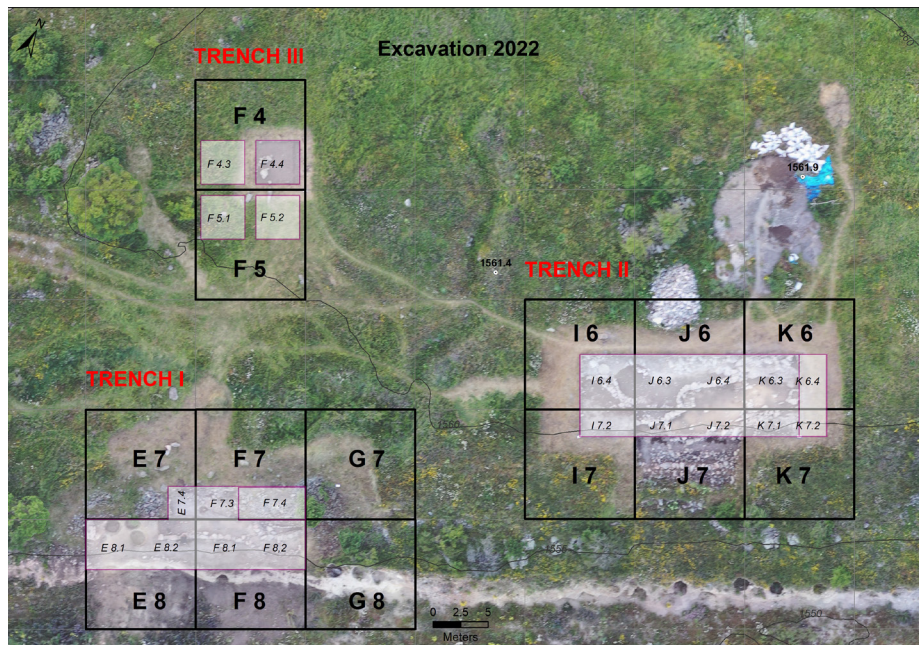 N
Excavation 2022
TRENCH III
F 4
F 4.3
F 4.4
F 5.1
F 5.2
F 5
1560
1561.9
1561.4
TRENCH II
I 6
J 6
K 6
I 6.4
J 6.3
J 6.4
K 6.3
K 6.4
I 7.2
J 7.1
J 7.2
K 7.1
K 7.2
I 7
J 7
K 7
TRENCH I
1560
E 7
F 7
G 7
E 7.4
F 7.3
F 7.4
E 8.1
E 8.2
F 8.1
F 8,2
1555
E 8
F 8
G 8
0 2.5 5
Meters
1550